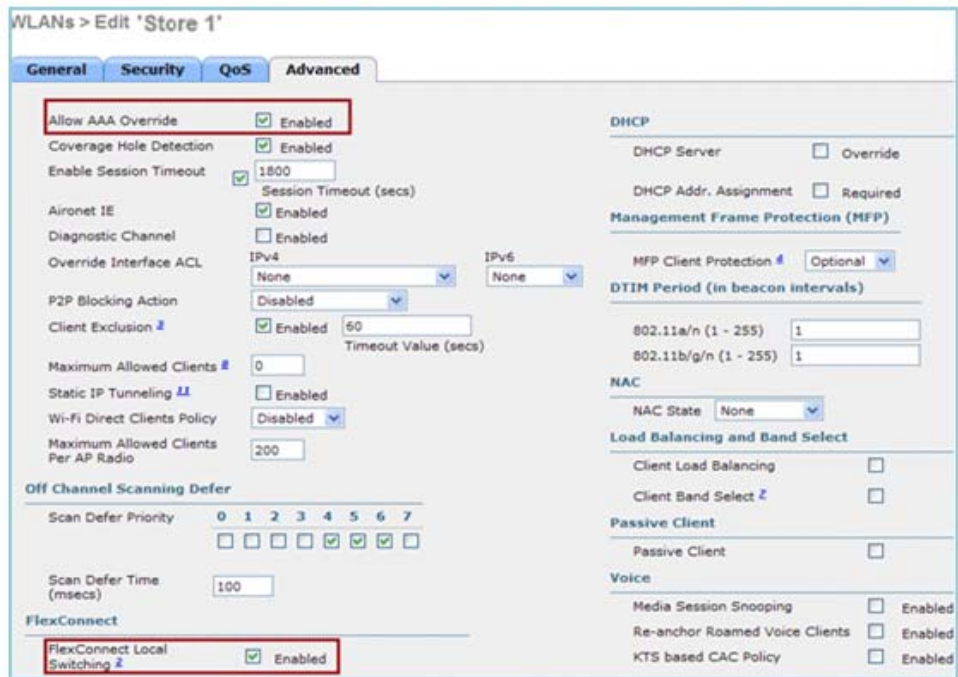 WLANs > Edit 'Store 1'
General Security QoS Advanced
Allow AAA Override Enabled
Coverage Hole Detection Enabled
Enable Session Timeout 1800
Session Timeout (secs)
Aironet IE Enabled
Diagnostic Channel Enabled
Override Interface ACL IPv4 IPv6
None None
P2P Blocking Action Disabled
Client Exclusion 3 Enabled 60
Timeout Value (secs)
Maximum Allowed Clients 8 0
Static IP Tunneling 11 Enabled
Wi-Fi Direct Clients Policy Disabled
Maximum Allowed Clients
Per AP Radio 200
Off Channel Scanning Defer
Scan Defer Priority 0 1 2 3 4 5 6 7
Scan Defer Time
(msecs) 100
FlexConnect
FlexConnect Local
Switching 2 Enabled
DHCP
DHCP Server Override
DHCP Addr. Assignment Required
Management Frame Protection (MFP)
MFP Client Protection 4 Optional
DTIM Period (in beacon intervals)
802.11a/n (1 - 255) 1
802.11b/g/n (1 - 255) 1
NAC
NAC State None
Load Balancing and Band Select
Client Load Balancing
Client Band Select 7
Passive Client
Passive Client
Voice
Media Session Snooping Enabled
Re-anchor Roamed Voice Clients Enabled
KTS based CAC Policy Enabled